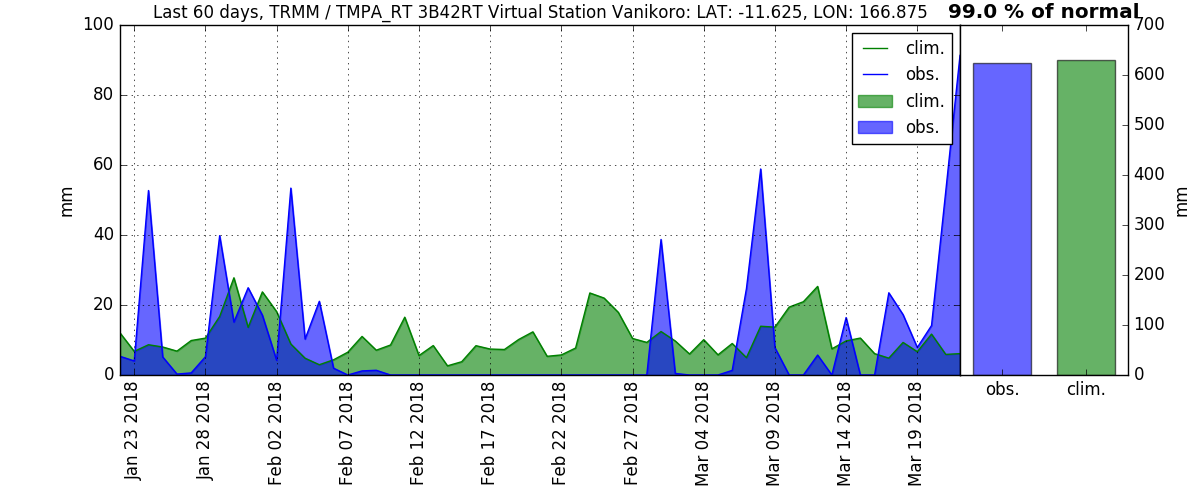 Last 60 days, TRMM / TMPA_RT 3B42RT Virtual Station Vanikoro: LAT: -11.625, LON: 166.875
99.0 % of normal
100
80
60
40
20
0
mm
clim.
obs.
clim.
obs.
700
600
500
400
300
200
100
0
mm
obs.
clim.
Jan 23 2018
Jan 28 2018
Feb 02 2018
Feb 07 2018
Feb 12 2018
Feb 17 2018
Feb 22 2018
Feb 27 2018
Mar 04 2018
Mar 09 2018
Mar 14 2018
Mar 19 2018